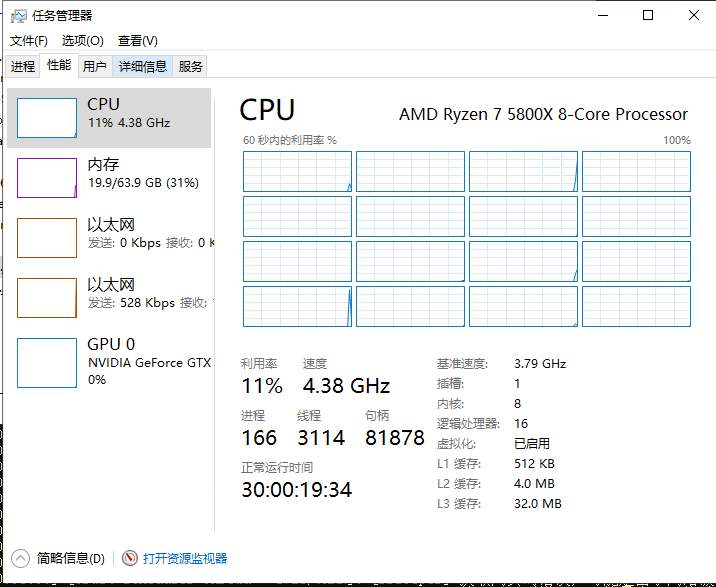 任务管理器
文件(F) 选项(O) 查看(V)
进程 性能 用户 详细信息 服务
CPU
11% 4.38 GHz
内存
19.9/63.9 GB (31%)
以太网
发送: 0 Kbps 接收: 0 K
以太网
发送: 528 Kbps 接收:
GPU 0
NVIDIA GeForce GTX
0%
CPU
AMD Ryzen 7 5800X 8-Core Processor
60 秒内的利用率 %
100%
利用率 速度
11% 4.38 GHz
进程 线程 句柄
166 3114 81878
正常运行时间
30:00:19:34
基准速度: 3.79 GHz
插槽: 1
内核: 8
逻辑处理器: 16
虚拟化: 已启用
L1 缓存: 512 KB
L2 缓存: 4.0 MB
L3 缓存: 32.0 MB
简略信息(D) 打开资源监视器